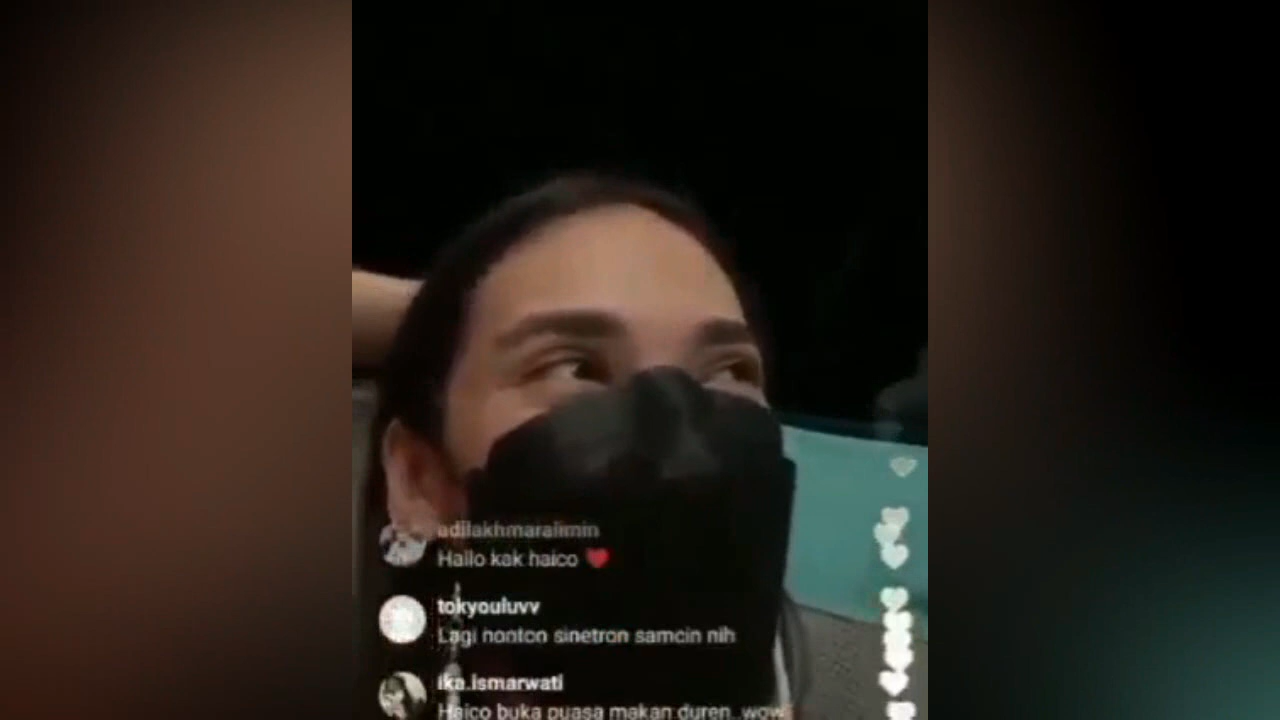 adilakhmaralimin
Hallo kak haico ❤
tokyouluvv
Lagi nonton sinetron samcin nih
ika.ismarwati
Haico buka puasa makan duren..wow